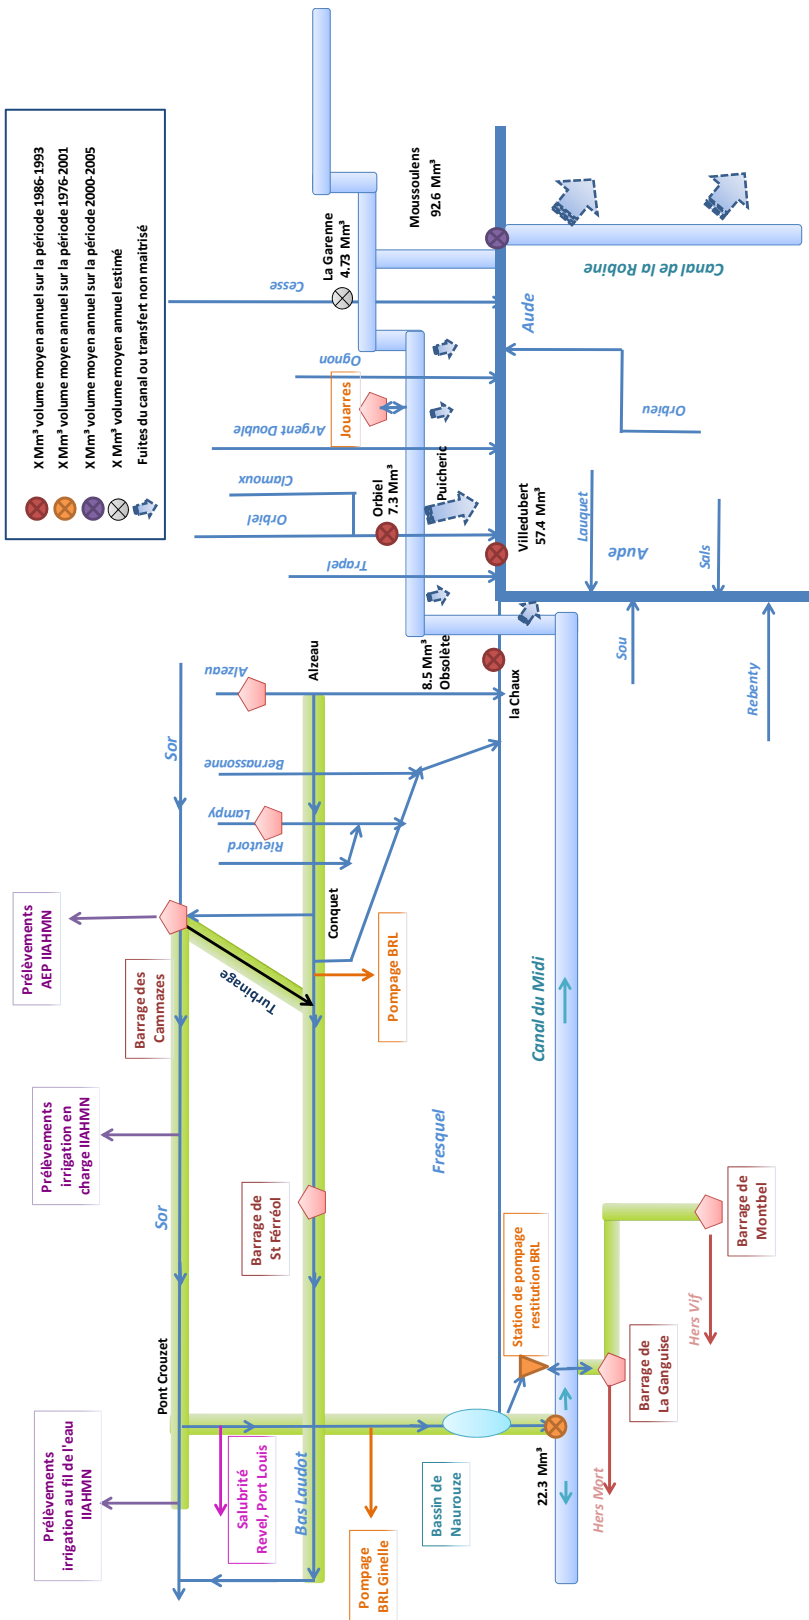 X Mm³ volume moyen annuel sur la période 1986-1993
X Mm³ volume moyen annuel sur la période 1976-2001
X Mm³ volume moyen annuel sur la période 2000-2005
X Mm³ volume moyen annuel estimé
Fuites du canal ou transfert non maitrisé
Prélèvements
irrigation au fil de l'eau
IIAHMN
Prélèvements
irrigation en
charge IIAHMN
Prélèvements
AEP IIAHMN
Pont Crouzet
Sor
Barrage des
Cammazes
Sor
Turbinage
Salubrité
Revel, Port Louis
Bas Laudot
Barrage de
St Férréol
Conquet
Rieutord
Lampy
Bernassonne
Alzeau
Alzeau
Pompage
BRL Ginelle
Pompage BRL
Bassin de
Naurouze
Fresquel
Station de pompage
restitution BRL
22.3 Mm³
Canal du Midi
la Chaux
8.5 Mm³
Obsolète
Trapel
Orbiel
Clamoux
Orbiel
7.3 Mm³
Puicheric
Argent Double
Jouarres
Ognon
Cesse
La Garenne
4.73 Mm³
Moussoulens
92.6 Mm³
Villedubert
57.4 Mm³
Aude
Canal de la Robine
Hers Mort
Barrage de
La Ganguise
Hers Vif
Barrage de
Montbel
Rebenty
Sou
Aude
Lauquet
Sals
Orbieu